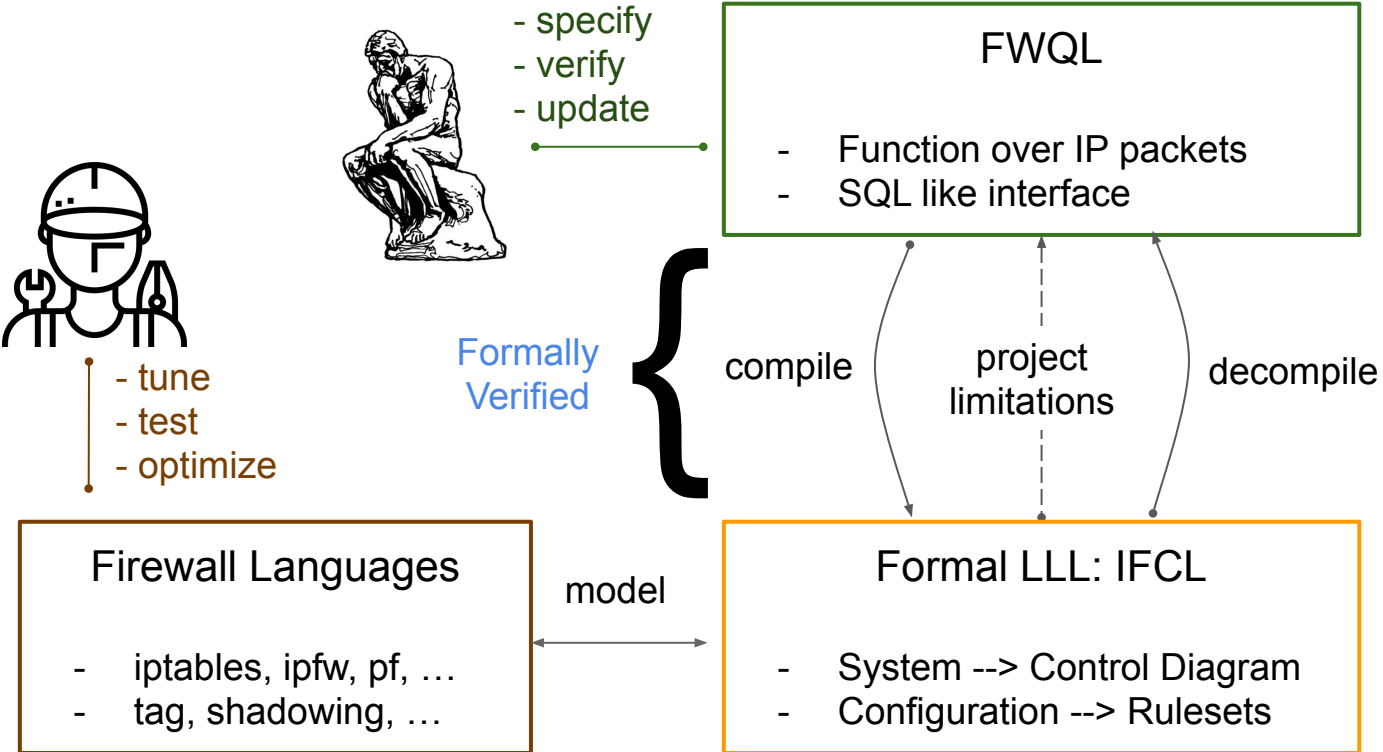 - specify
- verify
- update
FWQL
- Function over IP packets
- SQL like interface
- tune
- test
- optimize
Formally
Verified
compile
project
limitations
decompile
Firewall Languages
- iptables, ipfw, pf, …
- tag, shadowing, …
model
Formal LLL: IFCL
- System --> Control Diagram
- Configuration --> Rulesets